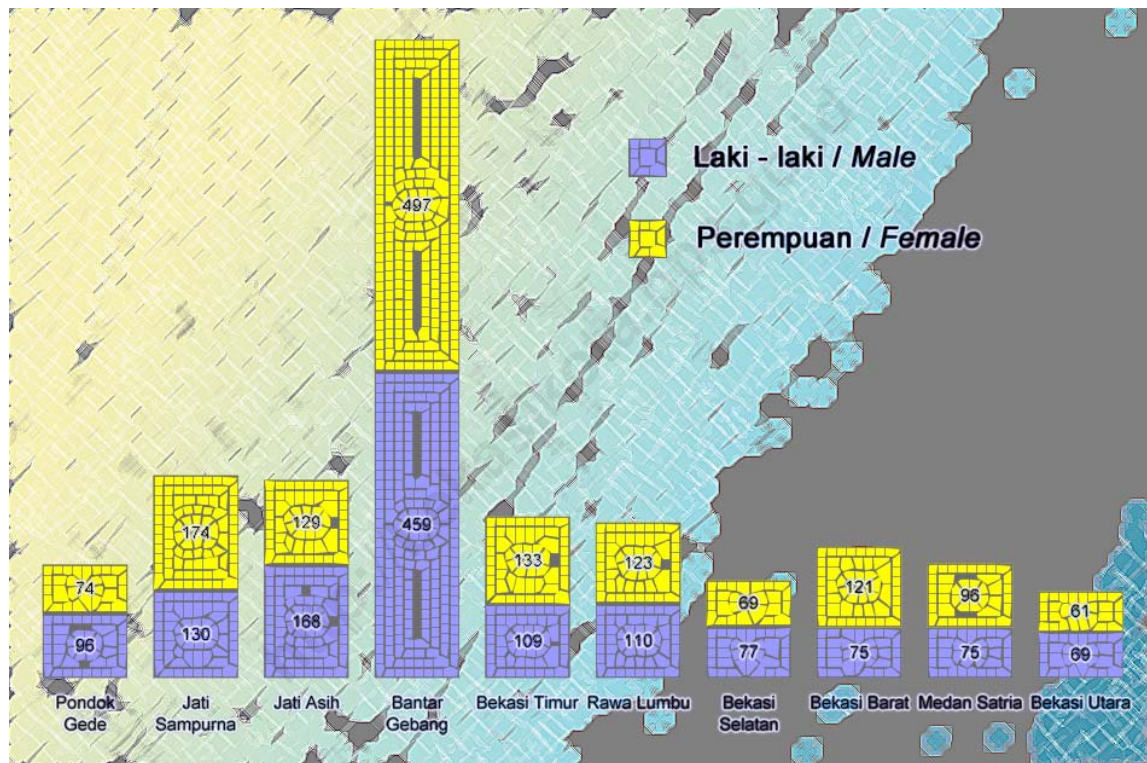 Laki - laki / Male
Perempuan / Female
497
459
74
96
174
130
129
168
133
109
123
110
69
77
121
75
96
75
61
69
Pondok
Gede
Jati
Sampurna
Jati Asih
Bantar
Gebang
Bekasi Timur
Rawa Lumbu
Bekasi
Selatan
Bekasi Barat
Medan Satria
Bekasi Utara